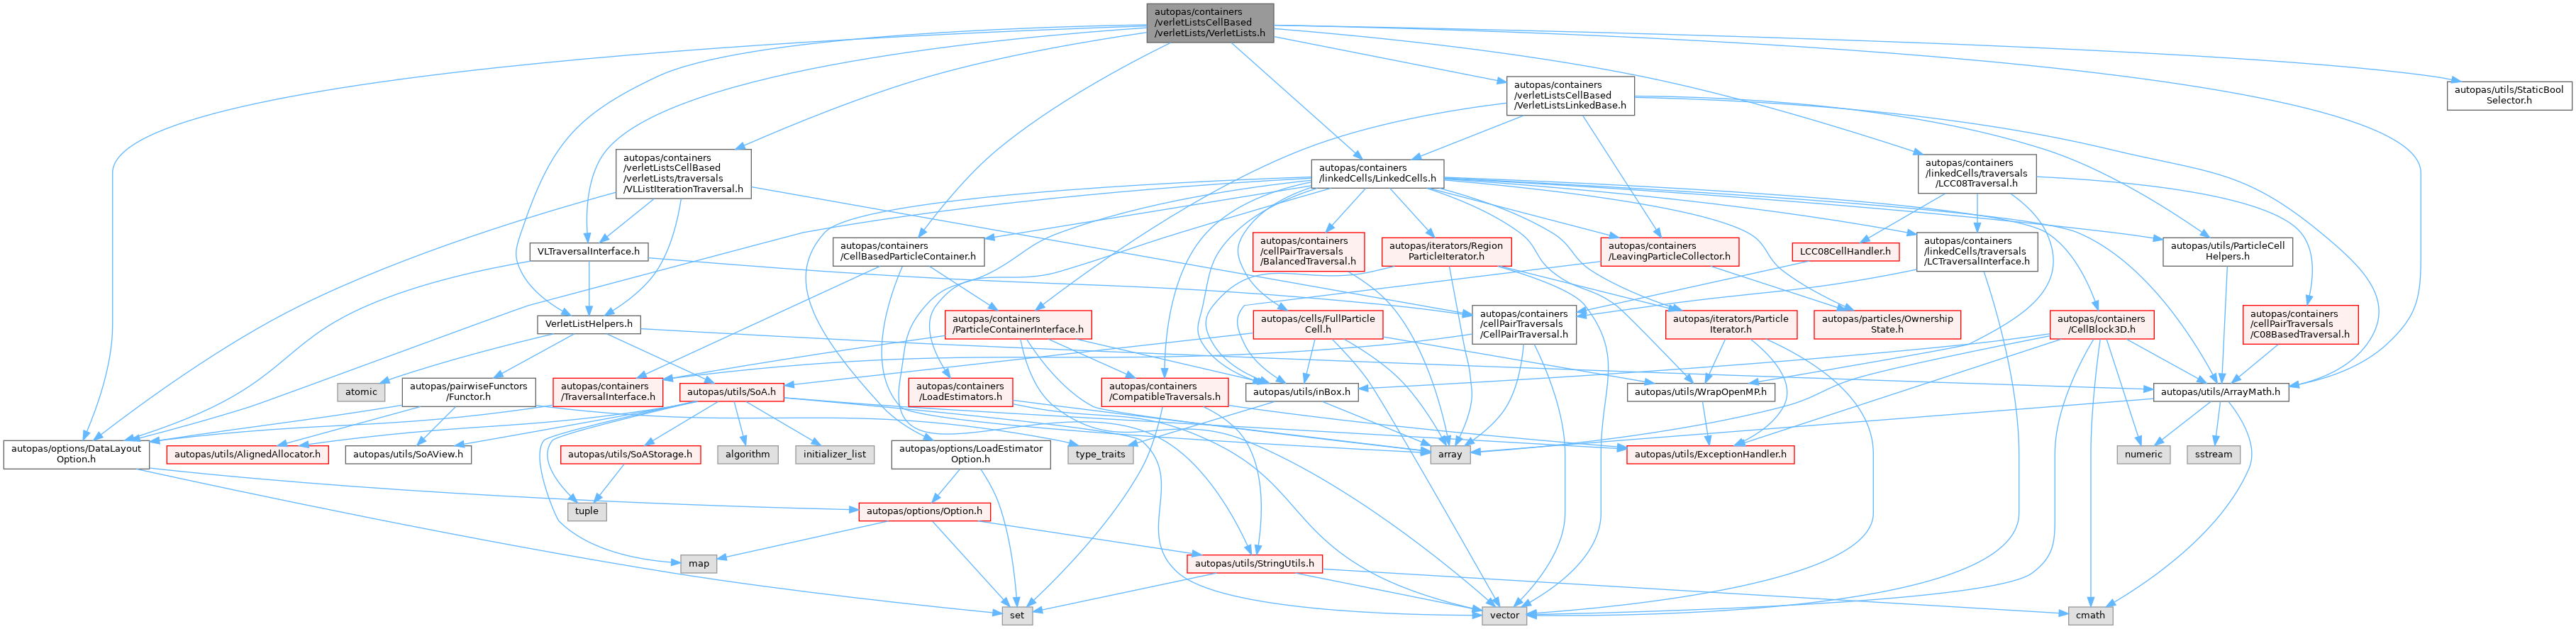 autopas/containers
/verletListsCellBased
/verletLists/VerletLists.h
autopas/containers
/verletListsCellBased
/VerletListsLinkedBase.h
autopas/utils/StaticBool
Selector.h
autopas/containers
/verletListsCellBased
/verletLists/traversals
/VLListIterationTraversal.h
autopas/containers
/linkedCells/LinkedCells.h
autopas/containers
/linkedCells/traversals
/LCC08Traversal.h
VLTraversalInterface.h
autopas/containers
/CellBasedParticleContainer.h
autopas/containers
/cellPairTraversals
/BalancedTraversal.h
autopas/iterators/Region
ParticleIterator.h
autopas/containers
/LeavingParticleCollector.h
LCC08CellHandler.h
autopas/containers
/linkedCells/traversals
/LCTraversalInterface.h
autopas/utils/ParticleCell
Helpers.h
VerletListHelpers.h
autopas/containers
/ParticleContainerInterface.h
autopas/cells/FullParticle
Cell.h
autopas/containers
/cellPairTraversals
/CellPairTraversal.h
autopas/iterators/Particle
Iterator.h
autopas/particles/Ownership
State.h
autopas/containers
/CellBlock3D.h
autopas/containers
/cellPairTraversals
/C08BasedTraversal.h
atomic
autopas/pairwiseFunctors
/Functor.h
autopas/containers
/TraversalInterface.h
autopas/utils/SoA.h
autopas/containers
/LoadEstimators.h
autopas/containers
/CompatibleTraversals.h
autopas/utils/inBox.h
autopas/utils/WrapOpenMP.h
autopas/utils/ArrayMath.h
autopas/options/DataLayout
Option.h
autopas/utils/AlignedAllocator.h
autopas/utils/SoAView.h
autopas/utils/SoAStorage.h
algorithm
initializer_list
autopas/options/LoadEstimator
Option.h
type_traits
array
autopas/utils/ExceptionHandler.h
numeric
sstream
tuple
autopas/options/Option.h
map
autopas/utils/StringUtils.h
set
vector
cmath